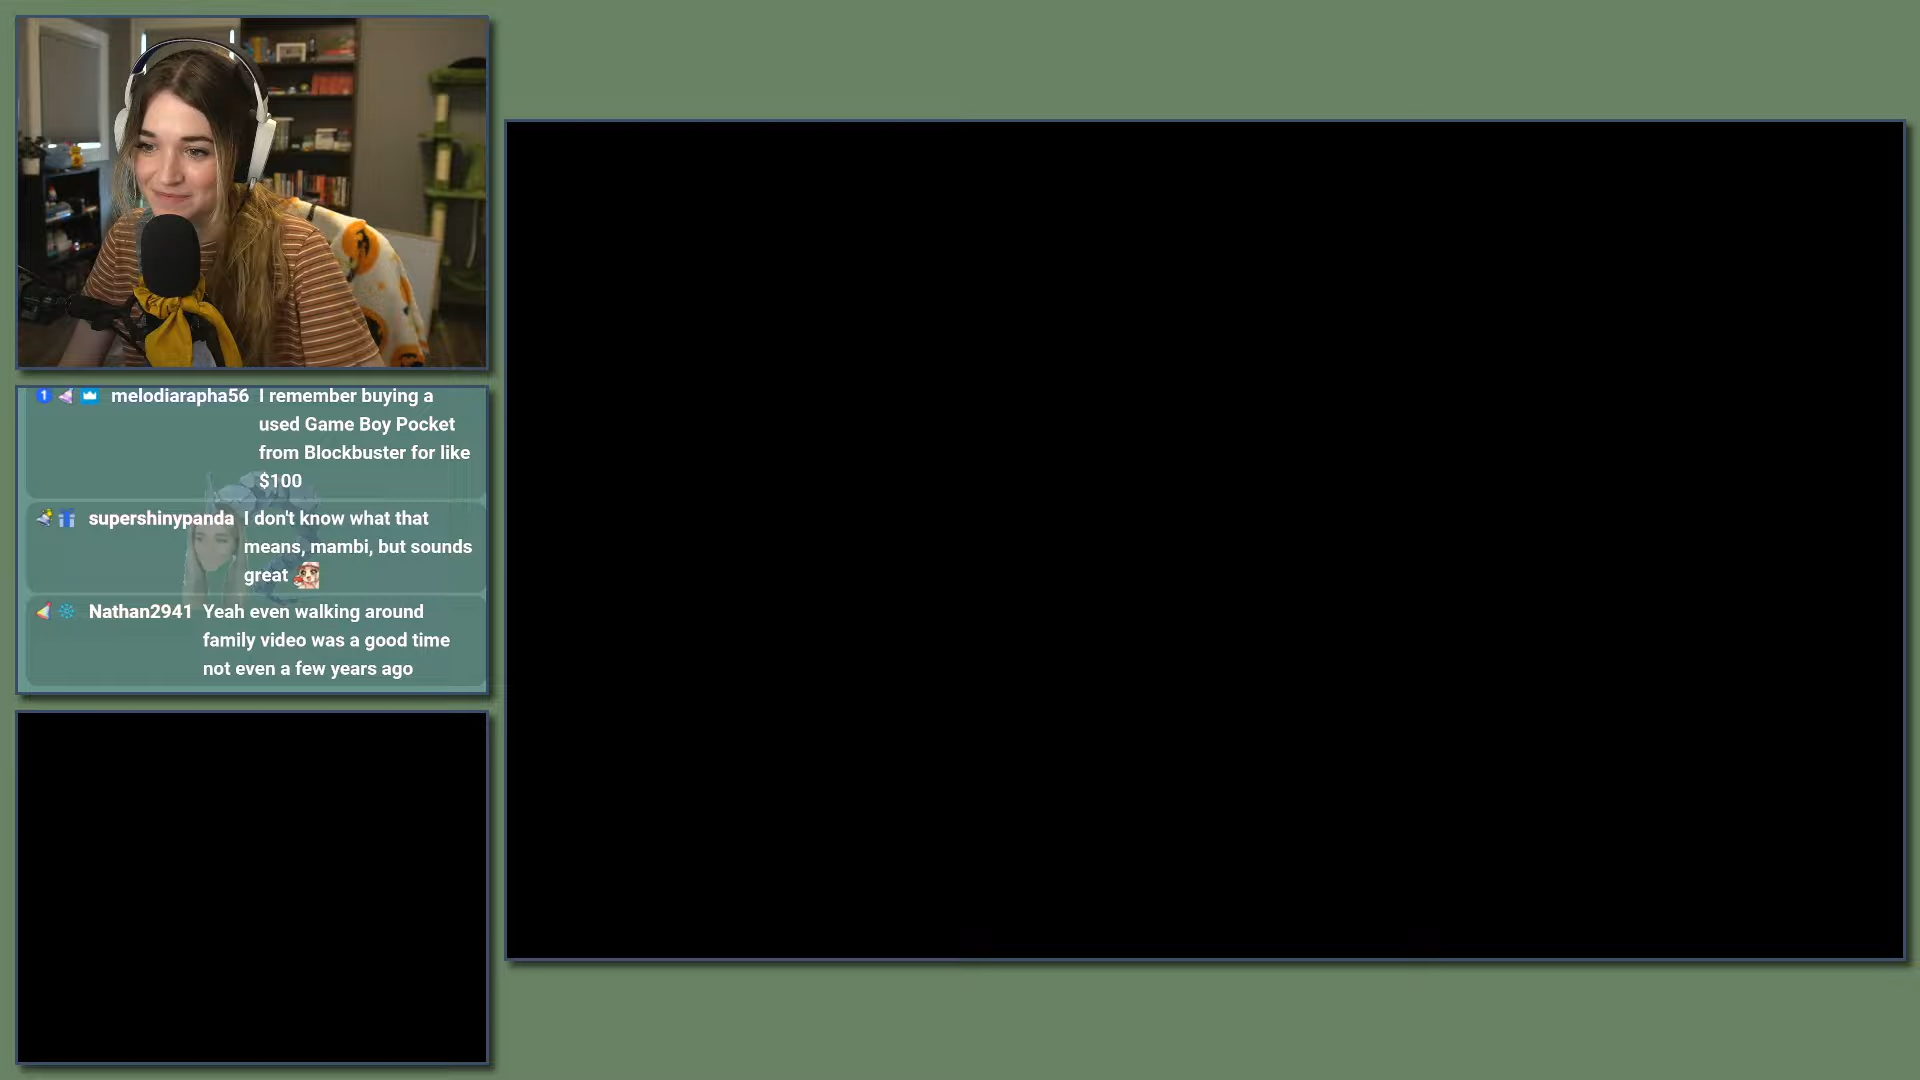 melodiarapha56 I remember buying a
used Game Boy Pocket
from Blockbuster for like
$100
supershinypanda I don't know what that
means, mambi, but sounds
great
Nathan2941 Yeah even walking around
family video was a good time
not even a few years ago